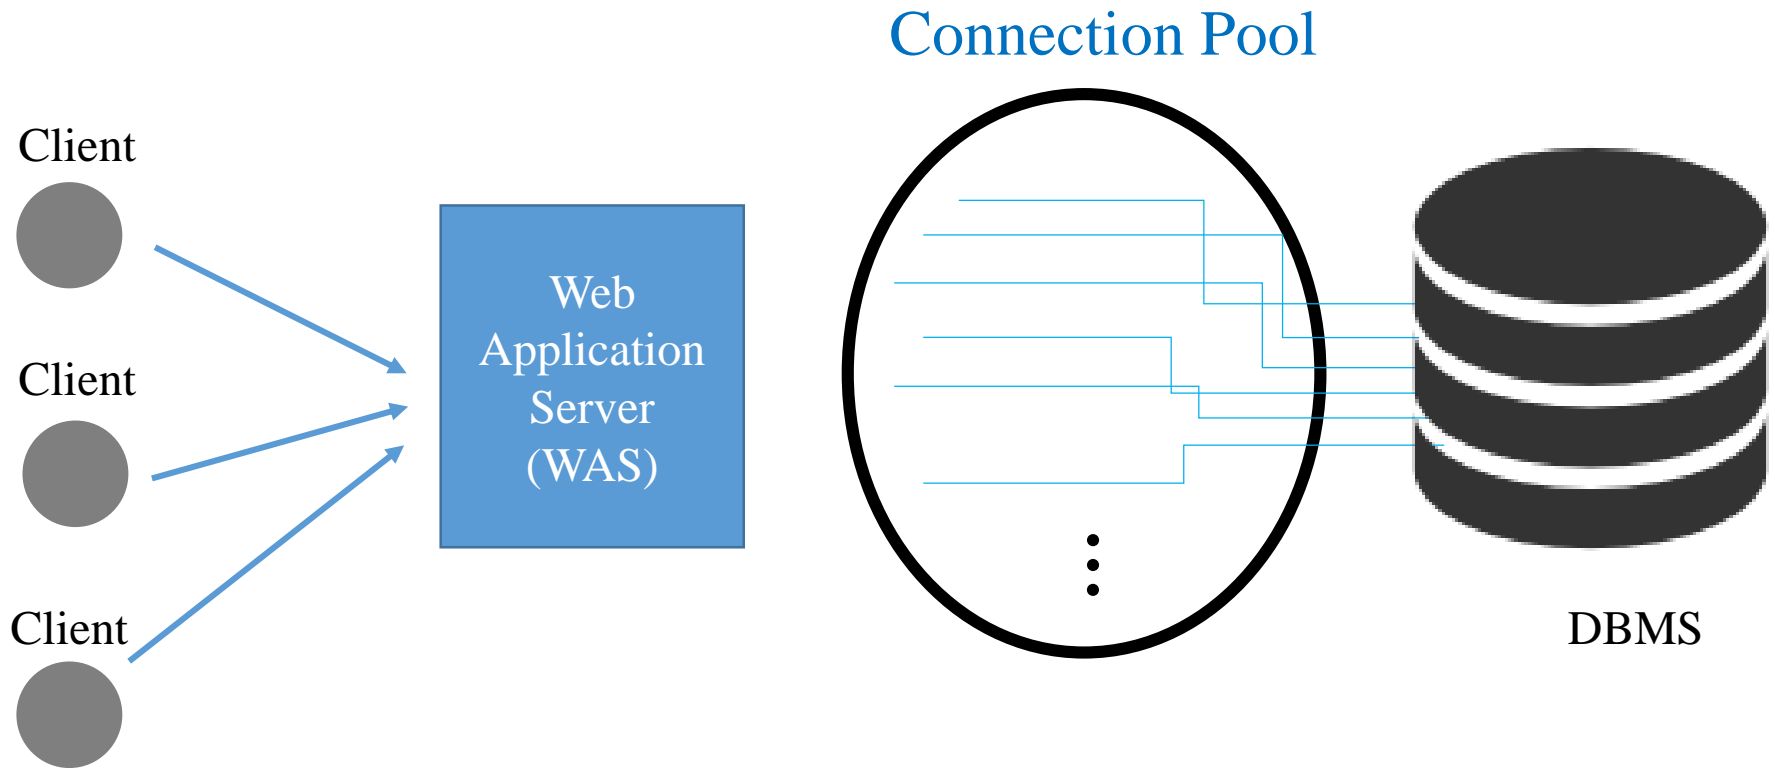 Connection Pool
Client
Client
Client
Web
Application
Server
(WAS)
DBMS